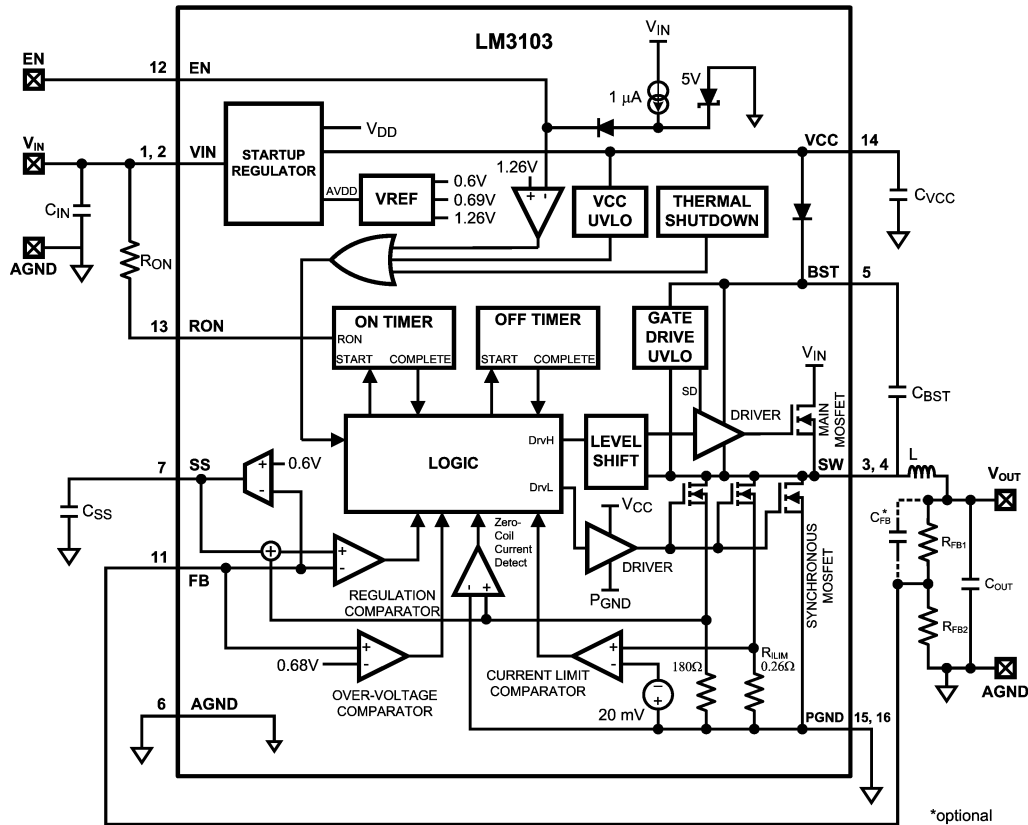 LM3103
EN
12
EN
VIN
1, 2
VIN
CIN
AGND
RON
13
RON
STARTUP
REGULATOR
VDD
AVDD
VREF
0.6V
0.69V
1.26V
1.26V
+
-
VIN
1 μA
5V
VCC
14
CVCC
VCC
UVLO
THERMAL
SHUTDOWN
BST
5
CBST
ON TIMER
RON
START
COMPLETE
OFF TIMER
START
COMPLETE
GATE
DRIVE
UVLO
SD
DRIVER
VIN
MAIN
MOSFET
LOGIC
DrvH
DrvL
LEVEL
SHIFT
SW
3, 4
L
VOUT
7
SS
CSS
+
-
0.6V
Zero-
Coil
Current
Detect
VCC
DRIVER
PGND
SYNCHRONOUS
MOSFET
CFB*
RFB1
COUT
RFB2
AGND
11
FB
+
+
-
REGULATION
COMPARATOR
-
+
0.68V
+
-
OVER-VOLTAGE
COMPARATOR
+
-
CURRENT LIMIT
COMPARATOR
20 mV
−
+
180Ω
RILIM
0.26Ω
6
AGND
PGND
15, 16
*optional